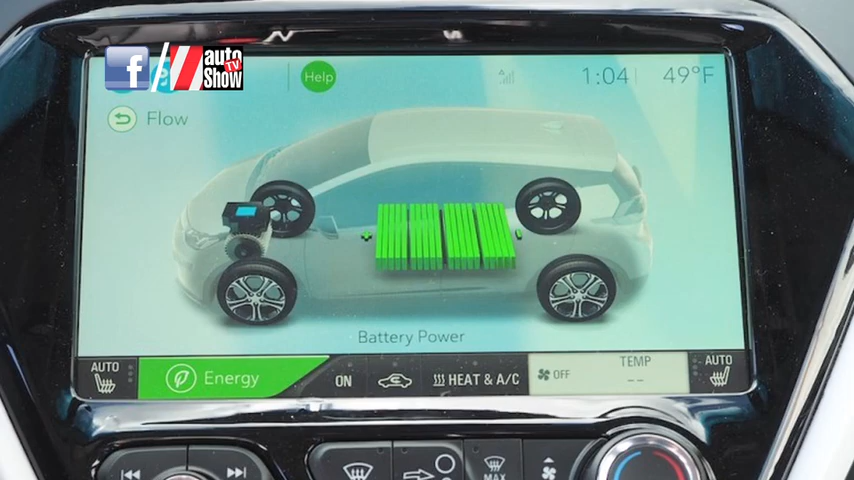 f
auto
TV
Show
Help
1:04
49°F
Flow
Battery Power
AUTO
Energy
ON
HEAT & A/C
OFF
TEMP
--
AUTO
MAX